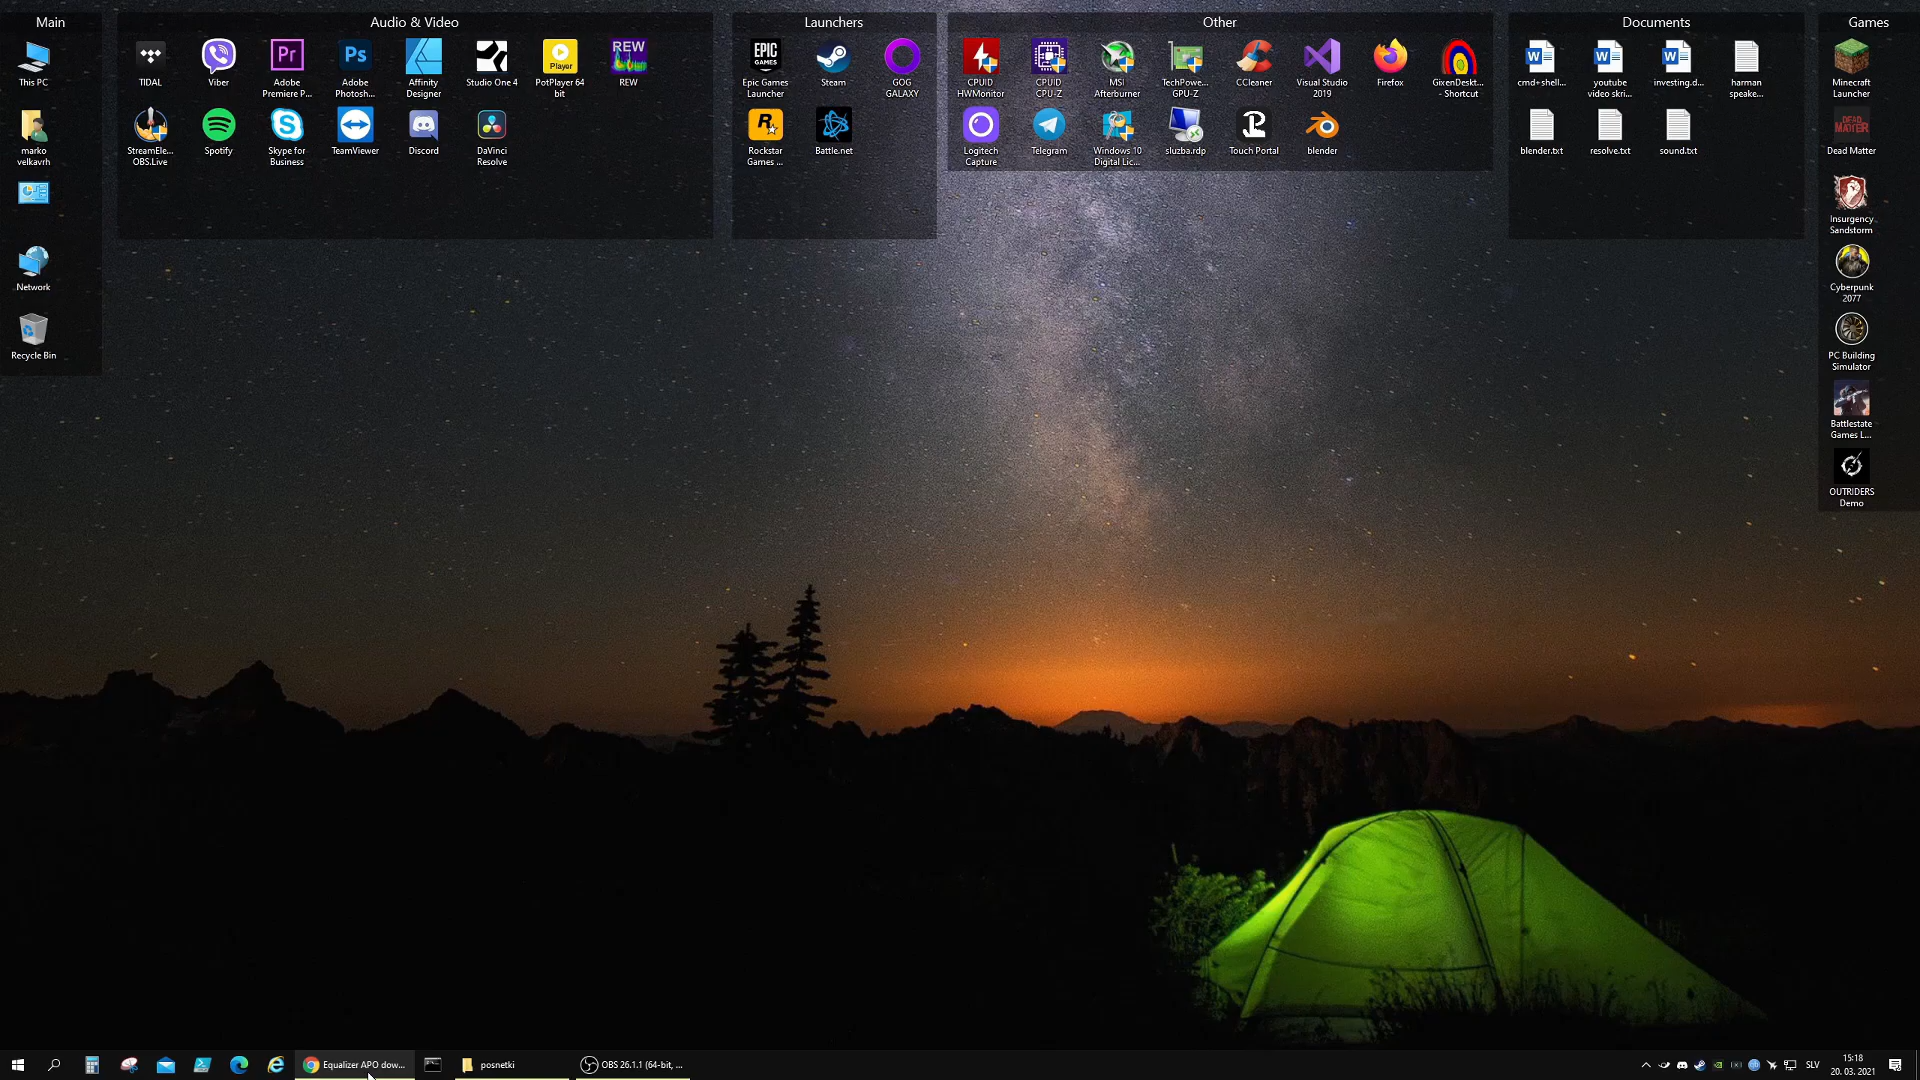 Main
Audio & Video
Launchers
Other
Documents
Games
This PC
TIDAL
Viber
Adobe
Premiere P...
Adobe
Photosh...
Affinity
Designer
Studio One 4
PotPlayer 64
bit
REW
Epic Games
Launcher
Steam
GOG
GALAXY
CPUID
HWMonitor
CPUID
CPU-Z
MSI
Afterburner
TechPowe...
GPU-Z
CCleaner
Visual Studio
2019
Firefox
GixenDeskt...
- Shortcut
cmd+shell...
youtube
video skri...
investing.d...
harman
speake...
Minecraft
Launcher
marko
velkavrh
StreamEle...
OBS.Live
Spotify
Skype for
Business
TeamViewer
Discord
DaVinci
Resolve
Rockstar
Games ...
Battle.net
Logitech
Capture
Telegram
Windows 10
Digital Lic...
sluzba.rdp
Touch Portal
blender
blender.txt
resolve.txt
sound.txt
Dead Matter
Insurgency
Sandstorm
Network
Cyberpunk
2077
Recycle Bin
PC Building
Simulator
Battlestate
Games L...
OUTRIDERS
Demo
Equalizer APO dow...
posnetki
OBS 26.1.1 (64-bit, ...
SLV
15:18
20. 03. 2021